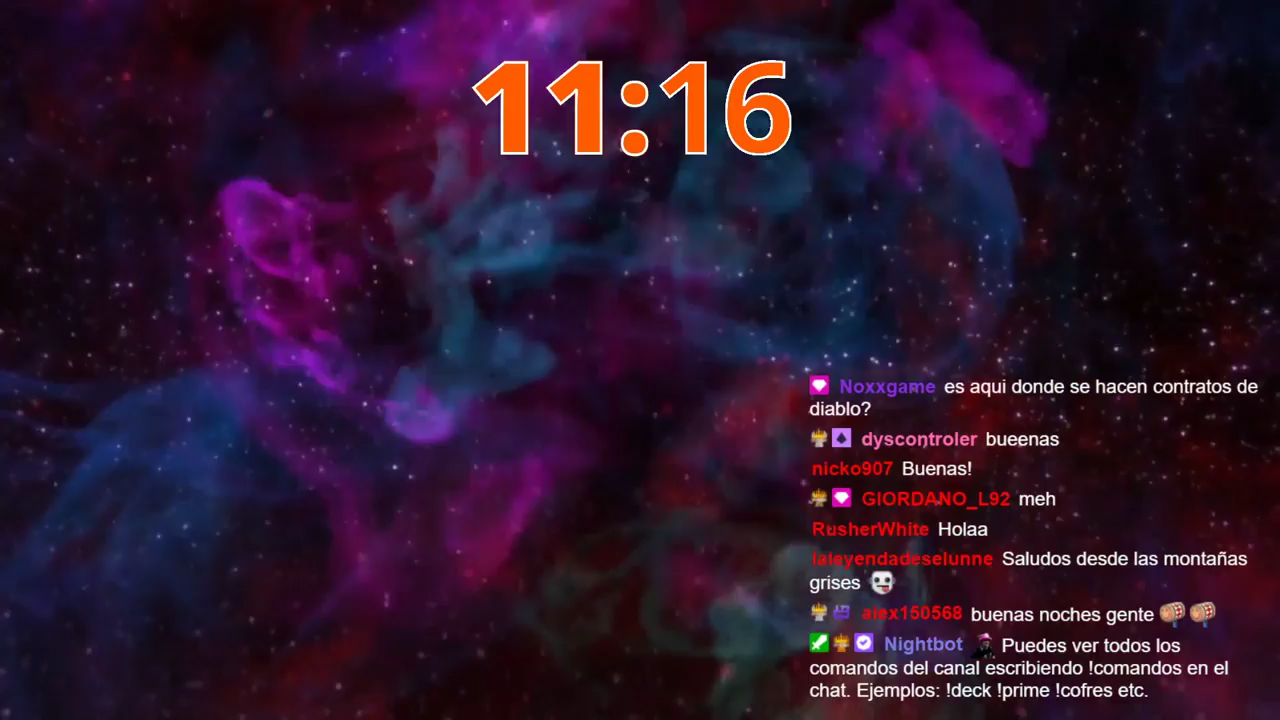 11:16
Noxxgame es aqui donde se hacen contratos de
diablo?
dyscontroler bueenas
nicko907 Buenas!
GIORDANO_L92 meh
RusherWhite Holaa
laleyendadeselunne Saludos desde las montañas
grises
alex150568 buenas noches gente
Nightbot Puedes ver todos los
comandos del canal escribiendo !comandos en el
chat. Ejemplos: !deck !prime !cofres etc.